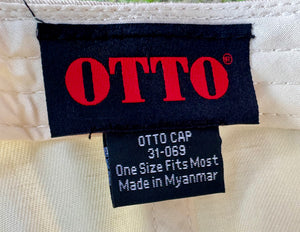 OTTO®
OTTO CAP
31-069
One Size Fits Most
Made in Myanmar